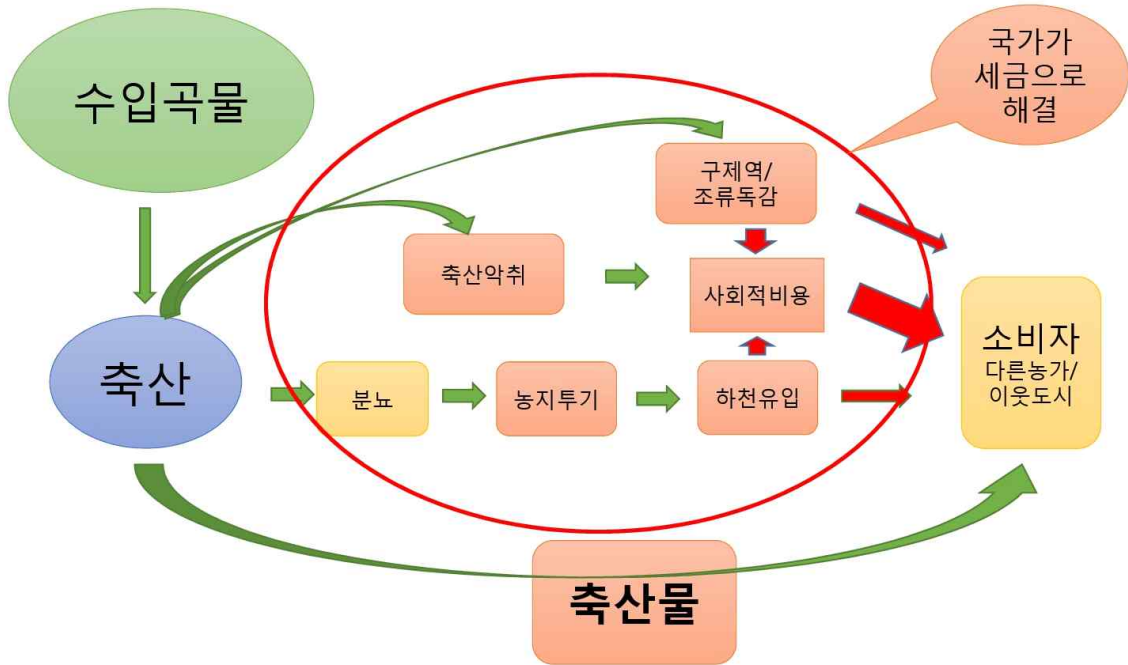 수입곡물
국가가
세금으로
해결
구제역/
조류독감
축산악취
사회적비용
축산
분뇨
농지투기
하천유입
소비자
다른농가/
이웃도시
축산물